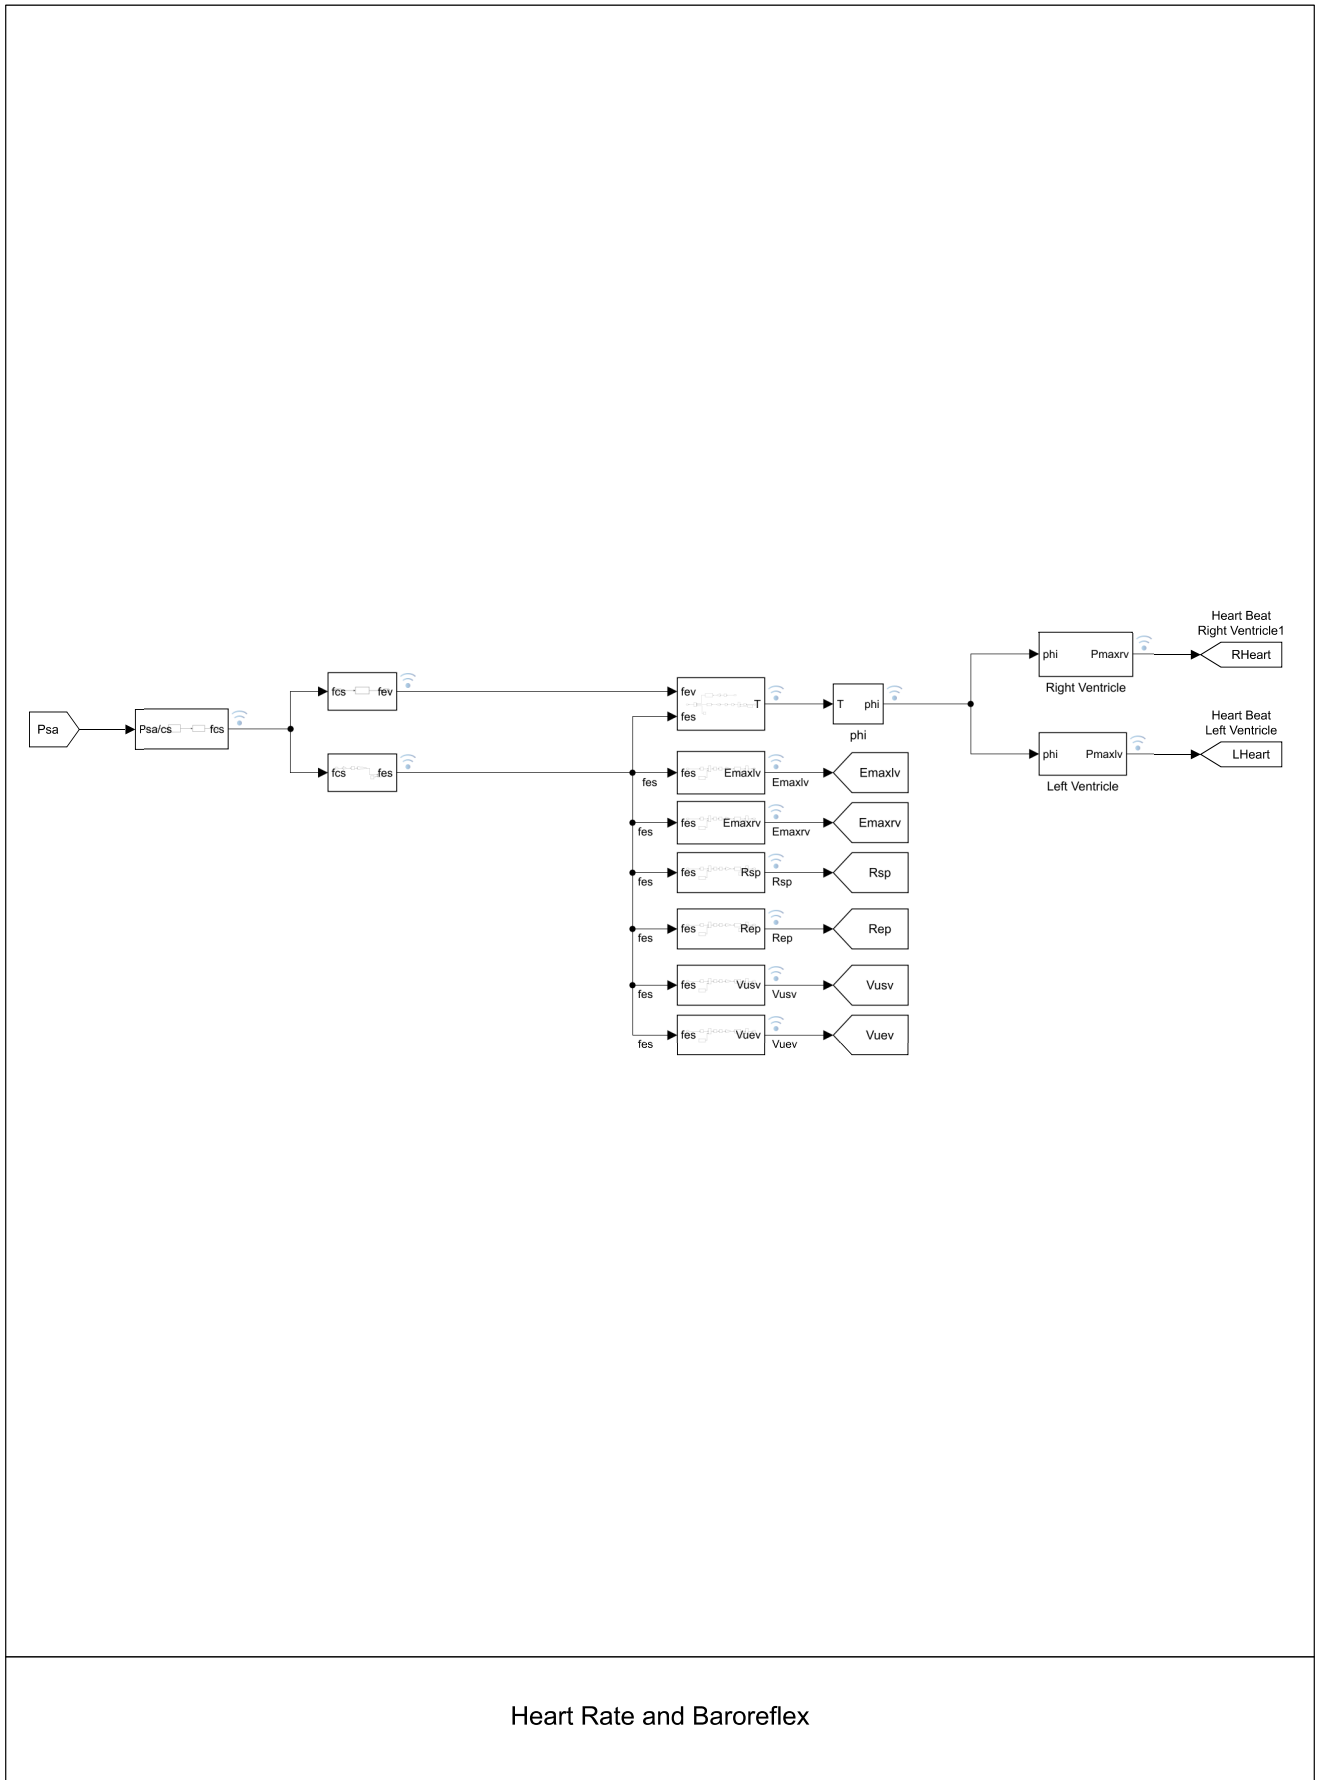 Heart Beat
Right Ventricle1
phi Pmaxrv RHeart
Right Ventricle
fcs fev
fev
fes T
T phi
phi
Psa
Psa/cs fcs
Heart Beat
Left Ventricle
phi Pmaxlv LHeart
Left Ventricle
fcs fes
fes
fes Emaxlv
Emaxlv
Emaxlv
fes
fes Emaxrv
Emaxrv
Emaxrv
fes
fes Rsp
Rsp
Rsp
fes
fes Rep
Rep
Rep
fes
fes Vusv
Vusv
Vusv
fes
fes Vuev
Vuev
Vuev
Heart Rate and Baroreflex